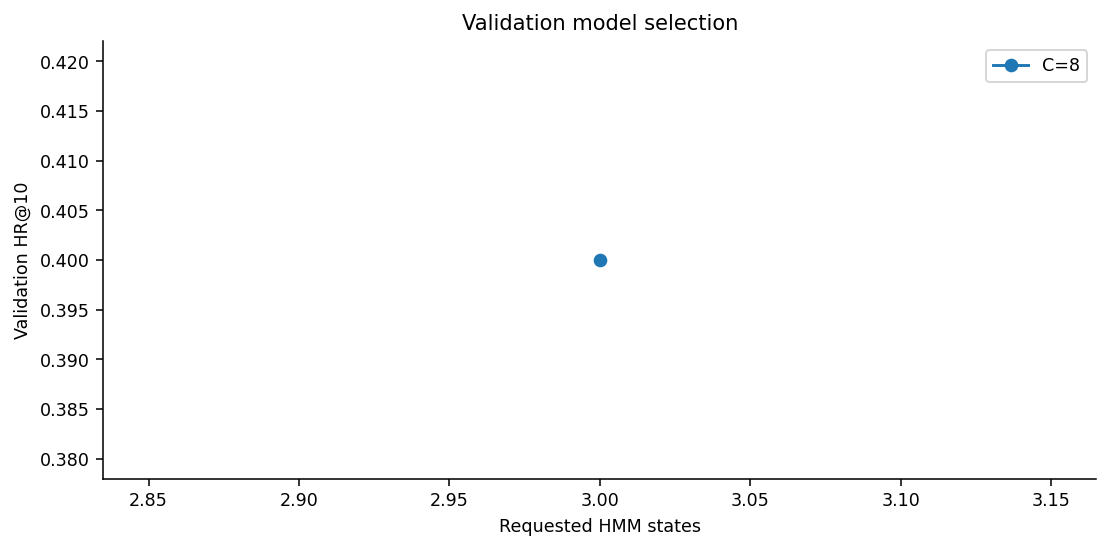 Validation model selection
C=8
Validation HR@10
0.420
0.415
0.410
0.405
0.400
0.395
0.390
0.385
0.380
2.85 2.90 2.95 3.00 3.05 3.10 3.15
Requested HMM states